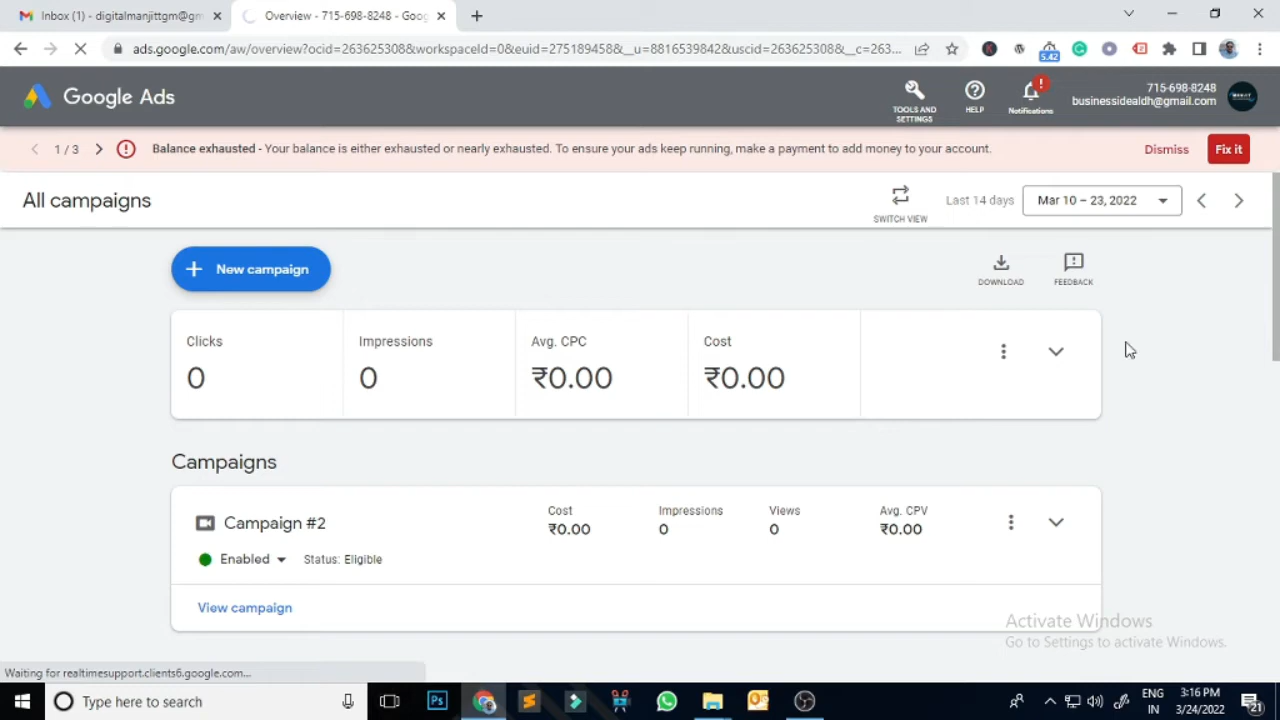 Inbox (1) - digitalmanjittgm@gm
Overview - 715-698-8248 - Goog
ads.google.com/aw/overview?ocid=263625308&workspaceId=0&euid=275189458&__u=8816539842&uscid=263625308&__c=263...
5.42
Google Ads
TOOLS AND SETTINGS
HELP
Notifications
715-698-8248
businessidealdh@gmail.com
1 / 3
Balance exhausted - Your balance is either exhausted or nearly exhausted. To ensure your ads keep running, make a payment to add money to your account.
Dismiss
Fix it
All campaigns
SWITCH VIEW
Last 14 days
Mar 10 – 23, 2022
New campaign
DOWNLOAD
FEEDBACK
Clicks
0
Impressions
0
Avg. CPC
₹0.00
Cost
₹0.00
Campaigns
Campaign #2
Cost
₹0.00
Impressions
0
Views
0
Avg. CPV
₹0.00
Enabled
Status: Eligible
View campaign
Activate Windows
Go to Settings to activate Windows.
Waiting for realtimesupport.clients6.google.com...
Type here to search
Ps
ENG
IN
3:16 PM
3/24/2022
21